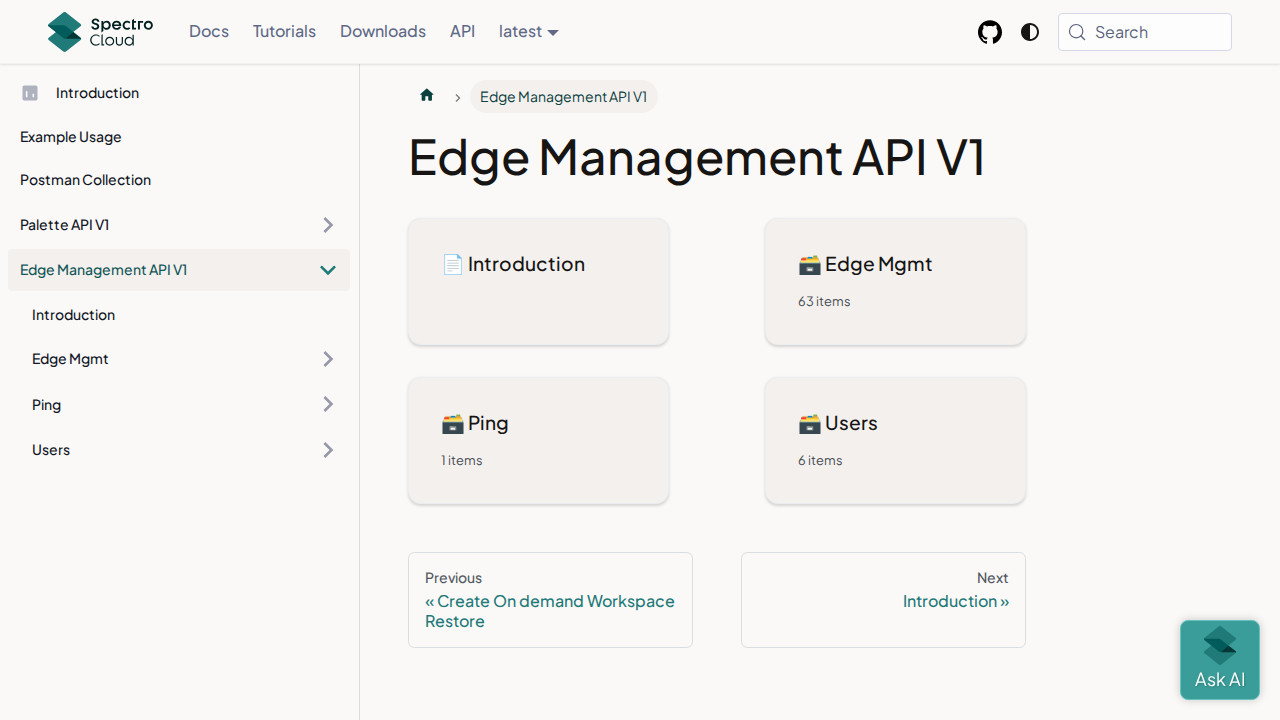 Spectro Cloud
Docs
Tutorials
Downloads
API
latest
Search
Introduction
Example Usage
Postman Collection
Palette API V1
Edge Management API V1
Introduction
Edge Mgmt
Ping
Users
Edge Management API V1
Edge Management API V1
Introduction
Edge Mgmt
63 items
Ping
1 items
Users
6 items
Previous
« Create On demand Workspace
Restore
Next
Introduction »
Ask AI